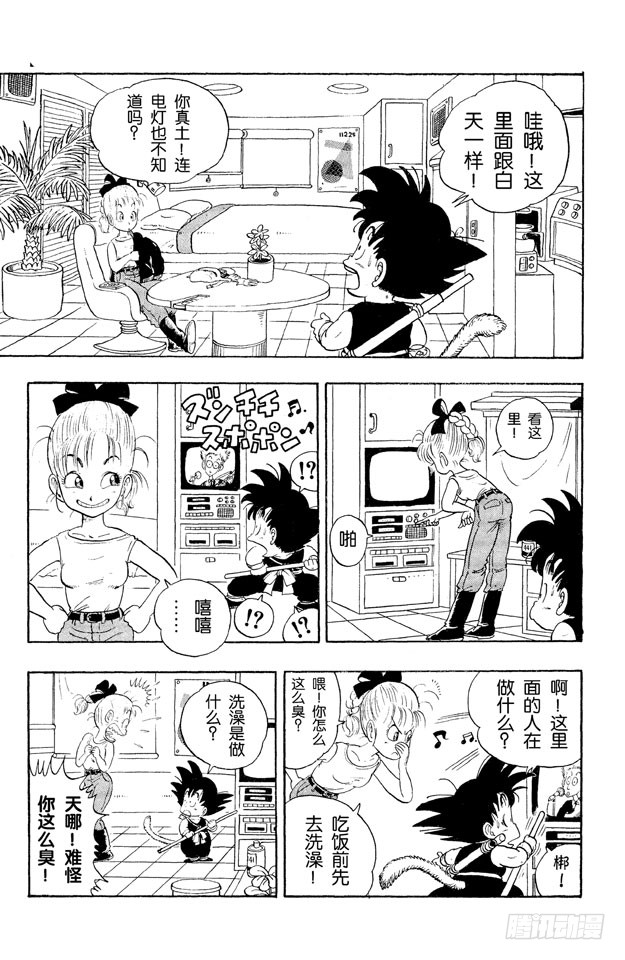 哇哦！这
里面跟白
天一样！
你真土！连
电灯也不知
道吗？
11224
看这
里！
啪
441
ズンチチ
スポポン
！？
！？
！？
嘻嘻
……
啊！这里
面的人在
做什么？
梆！
喂！你怎么
这么臭？
吃饭前先
去洗澡！
洗澡是做
什么？
天哪！难怪
你这么臭！
腾讯动漫